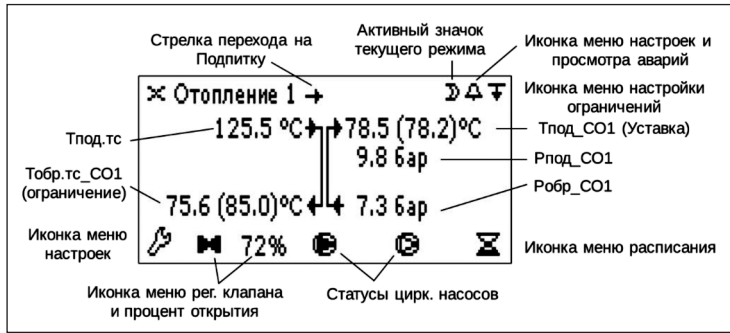 Стрелка перехода на
Подпитку
Активный значок
текущего режима
Иконка меню настроек и
просмотра аварий
Иконка меню настройки
ограничений
Отопление 1
Тпод.тс
125.5 °C
78.5 (78.2)°C
Тпод_СО1 (Уставка)
9.8 бар
Рпод_СО1
Тобр.тс_СО1
(ограничение)
75.6 (85.0)°C
7.3 бар
Робр_СО1
Иконка меню
настроек
72%
Иконка меню расписания
Иконка меню рег. клапана
и процент открытия
Статусы цирк. насосов